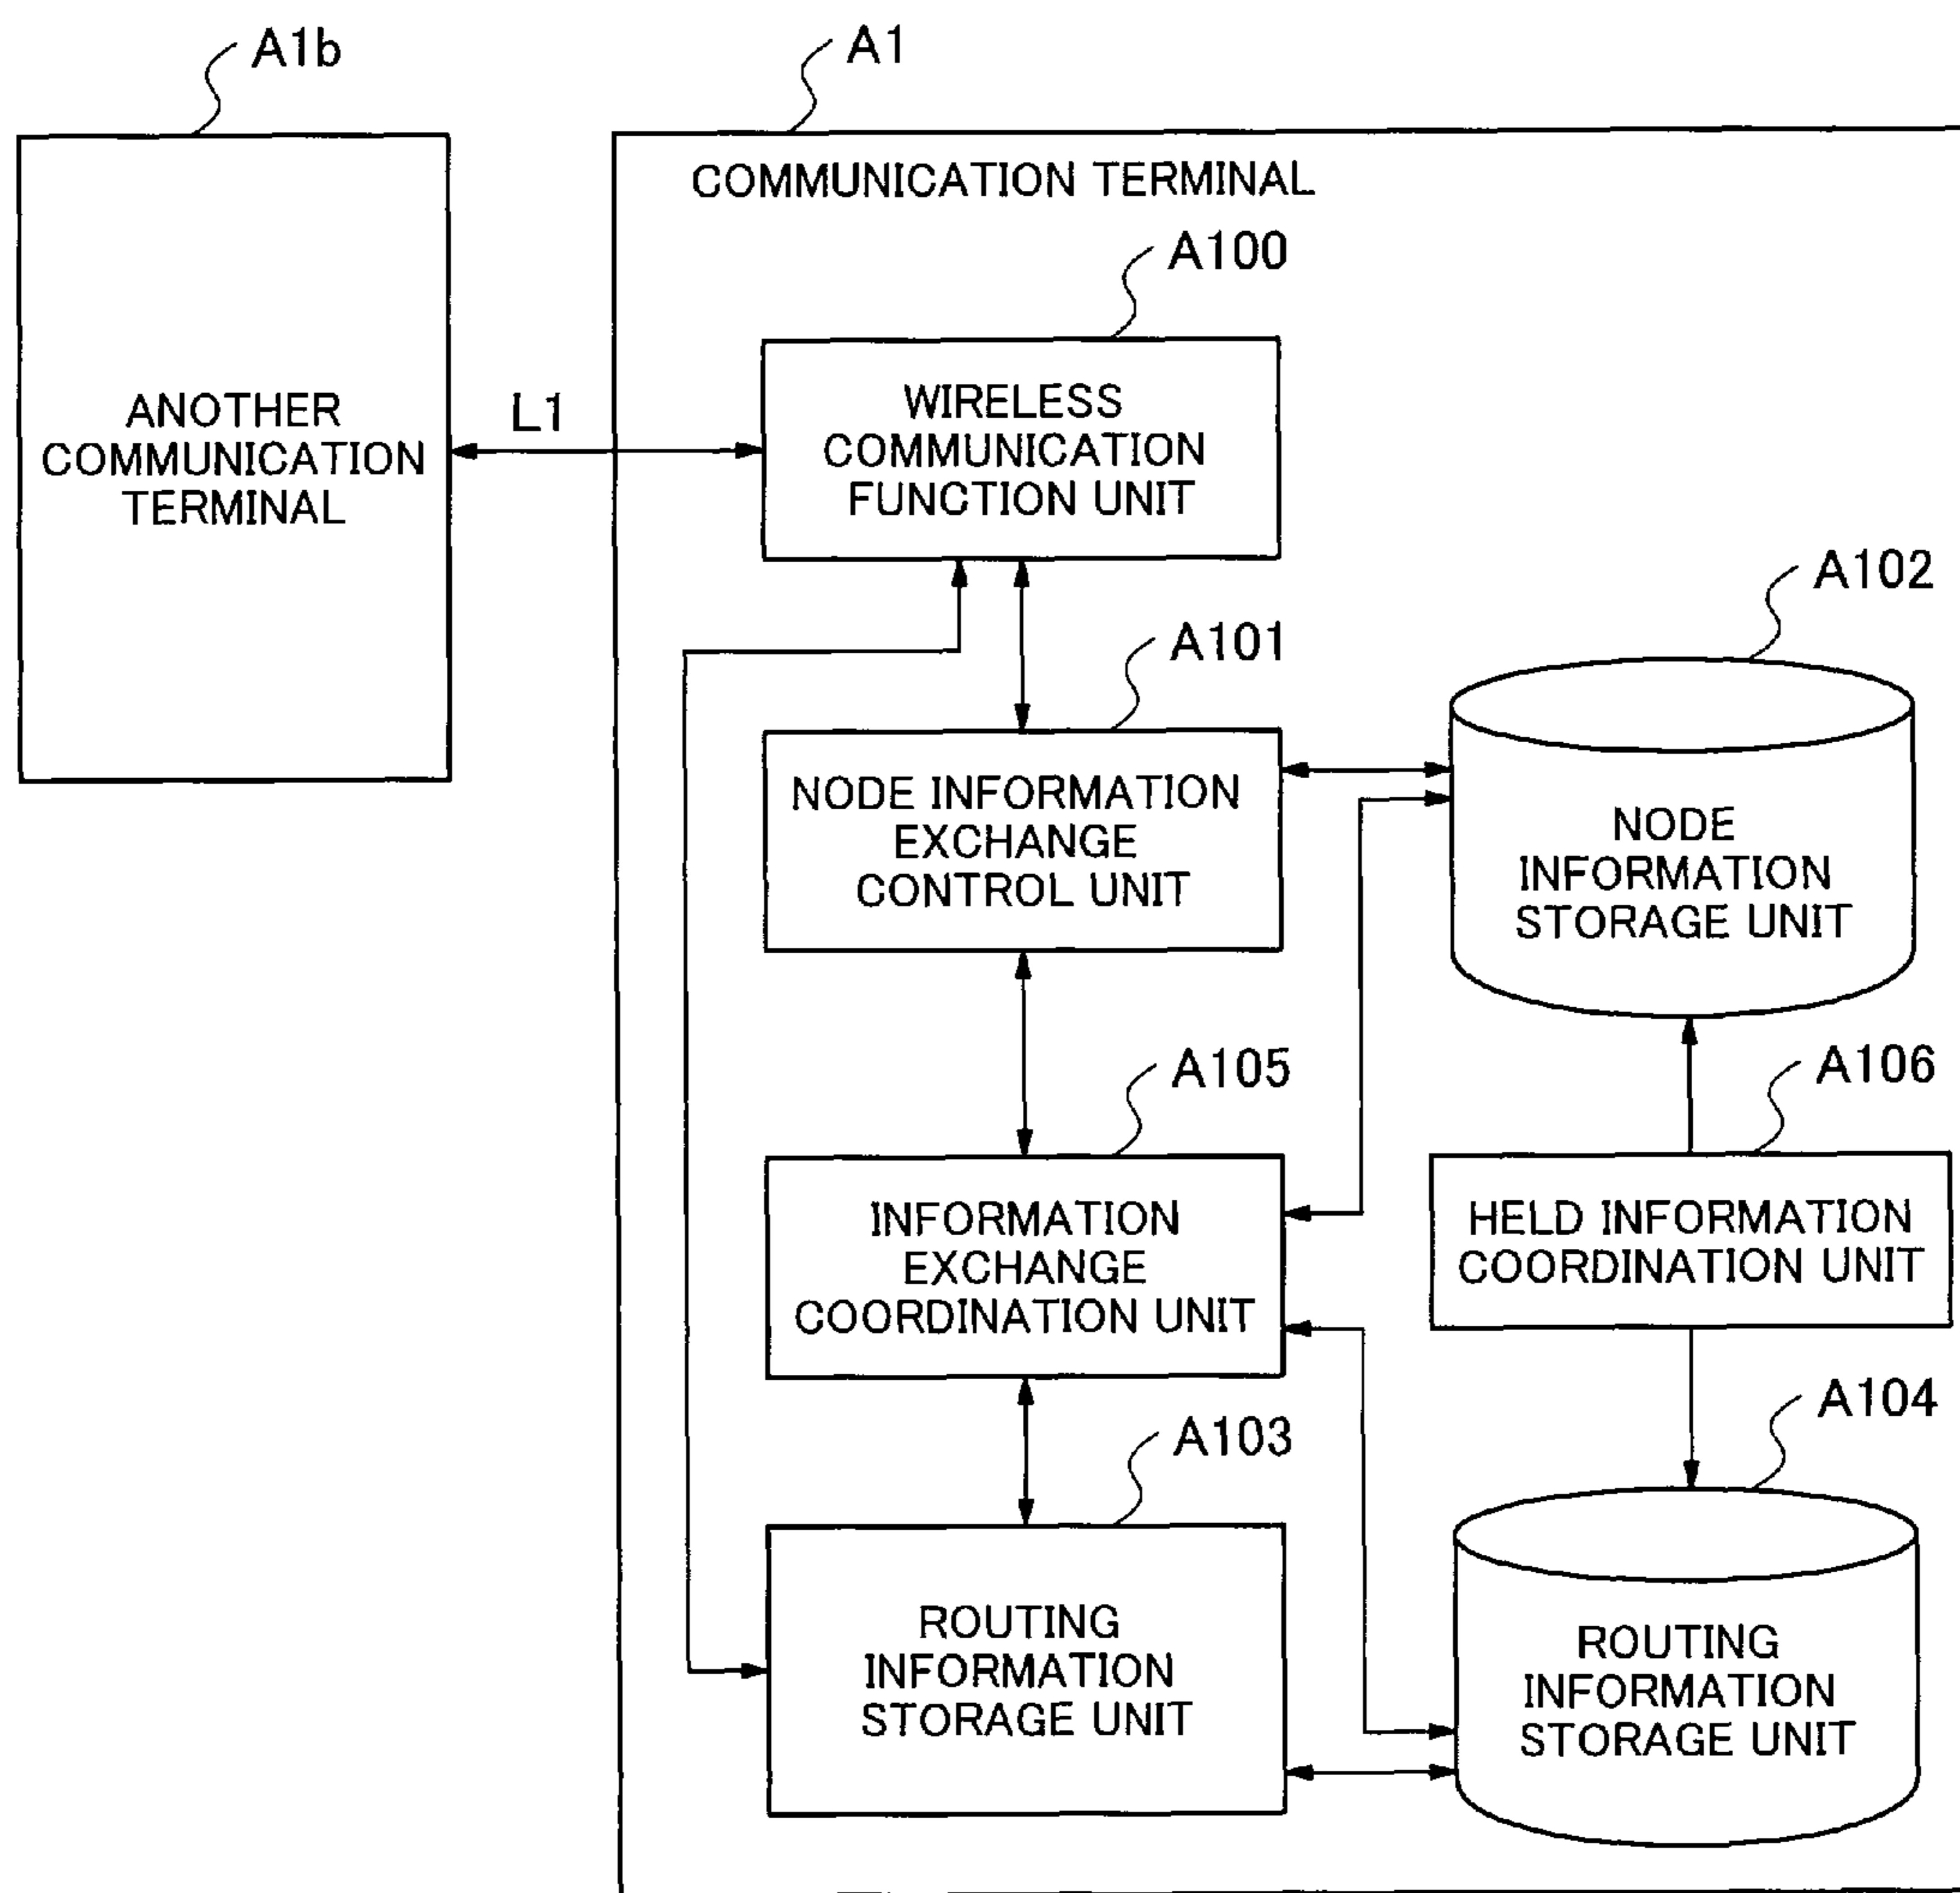 A1b
A1
COMMUNICATION TERMINAL
A100
ANOTHER
COMMUNICATION
TERMINAL
L1
WIRELESS
COMMUNICATION
FUNCTION UNIT
A102
A101
NODE INFORMATION
EXCHANGE
CONTROL UNIT
NODE
INFORMATION
STORAGE UNIT
A105
A106
INFORMATION
EXCHANGE
COORDINATION UNIT
HELD INFORMATION
COORDINATION UNIT
A103
A104
ROUTING
INFORMATION
STORAGE UNIT
ROUTING
INFORMATION
STORAGE UNIT